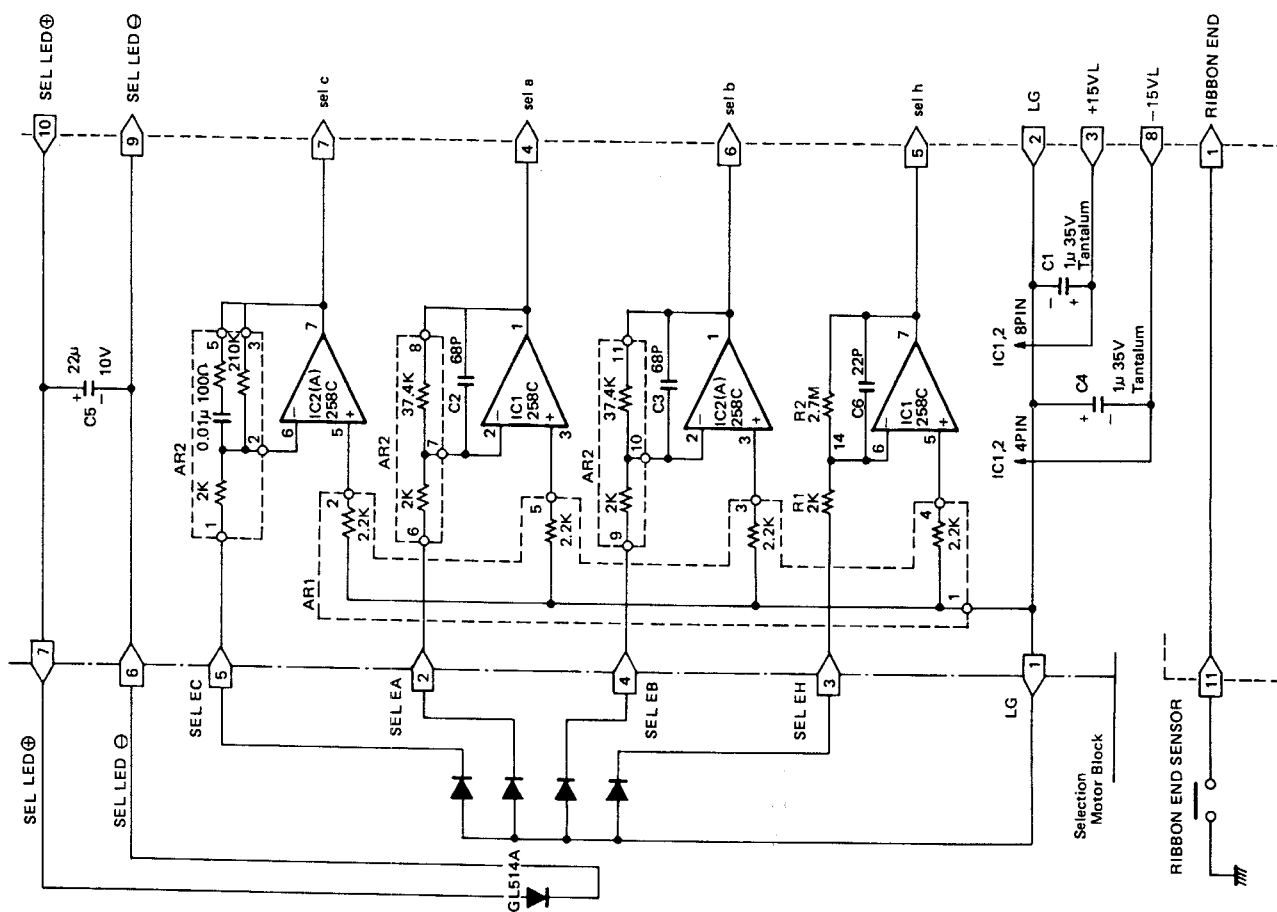 SEL LED⊕
7
10
SEL LED⊕
SEL LED ⊖
6
9
SEL LED ⊖
22μ
10V
+
−
C5
SEL EC
5
AR2
1
2K
0.01μ
100Ω
5
210K
3
2
6
5
−
+
IC2(A)
258C
7
7
sel c
AR1
2
2.2K
SEL EA
2
AR2
6
2K
37.4K
8
7
C2
68P
2
3
−
+
IC1
258C
1
4
sel a
5
2.2K
SEL EB
4
AR2
9
2K
37.4K
11
10
C3
68P
2
3
−
+
IC2(A)
258C
1
6
sel b
3
2.2K
SEL EH
3
R1
2K
14
R2
2.7M
C6
22P
6
5
−
+
IC1
258C
7
5
sel h
4
2.2K
1
GL514A
LG
1
2
LG
IC1,2
8PIN
−
+
C1
1μ 35V
Tantalum
3
+15VL
IC1,2
4PIN
+
−
C4
1μ 35V
Tantalum
8
−15VL
Selection
Motor Block
RIBBON END SENSOR
11
1
RIBBON END